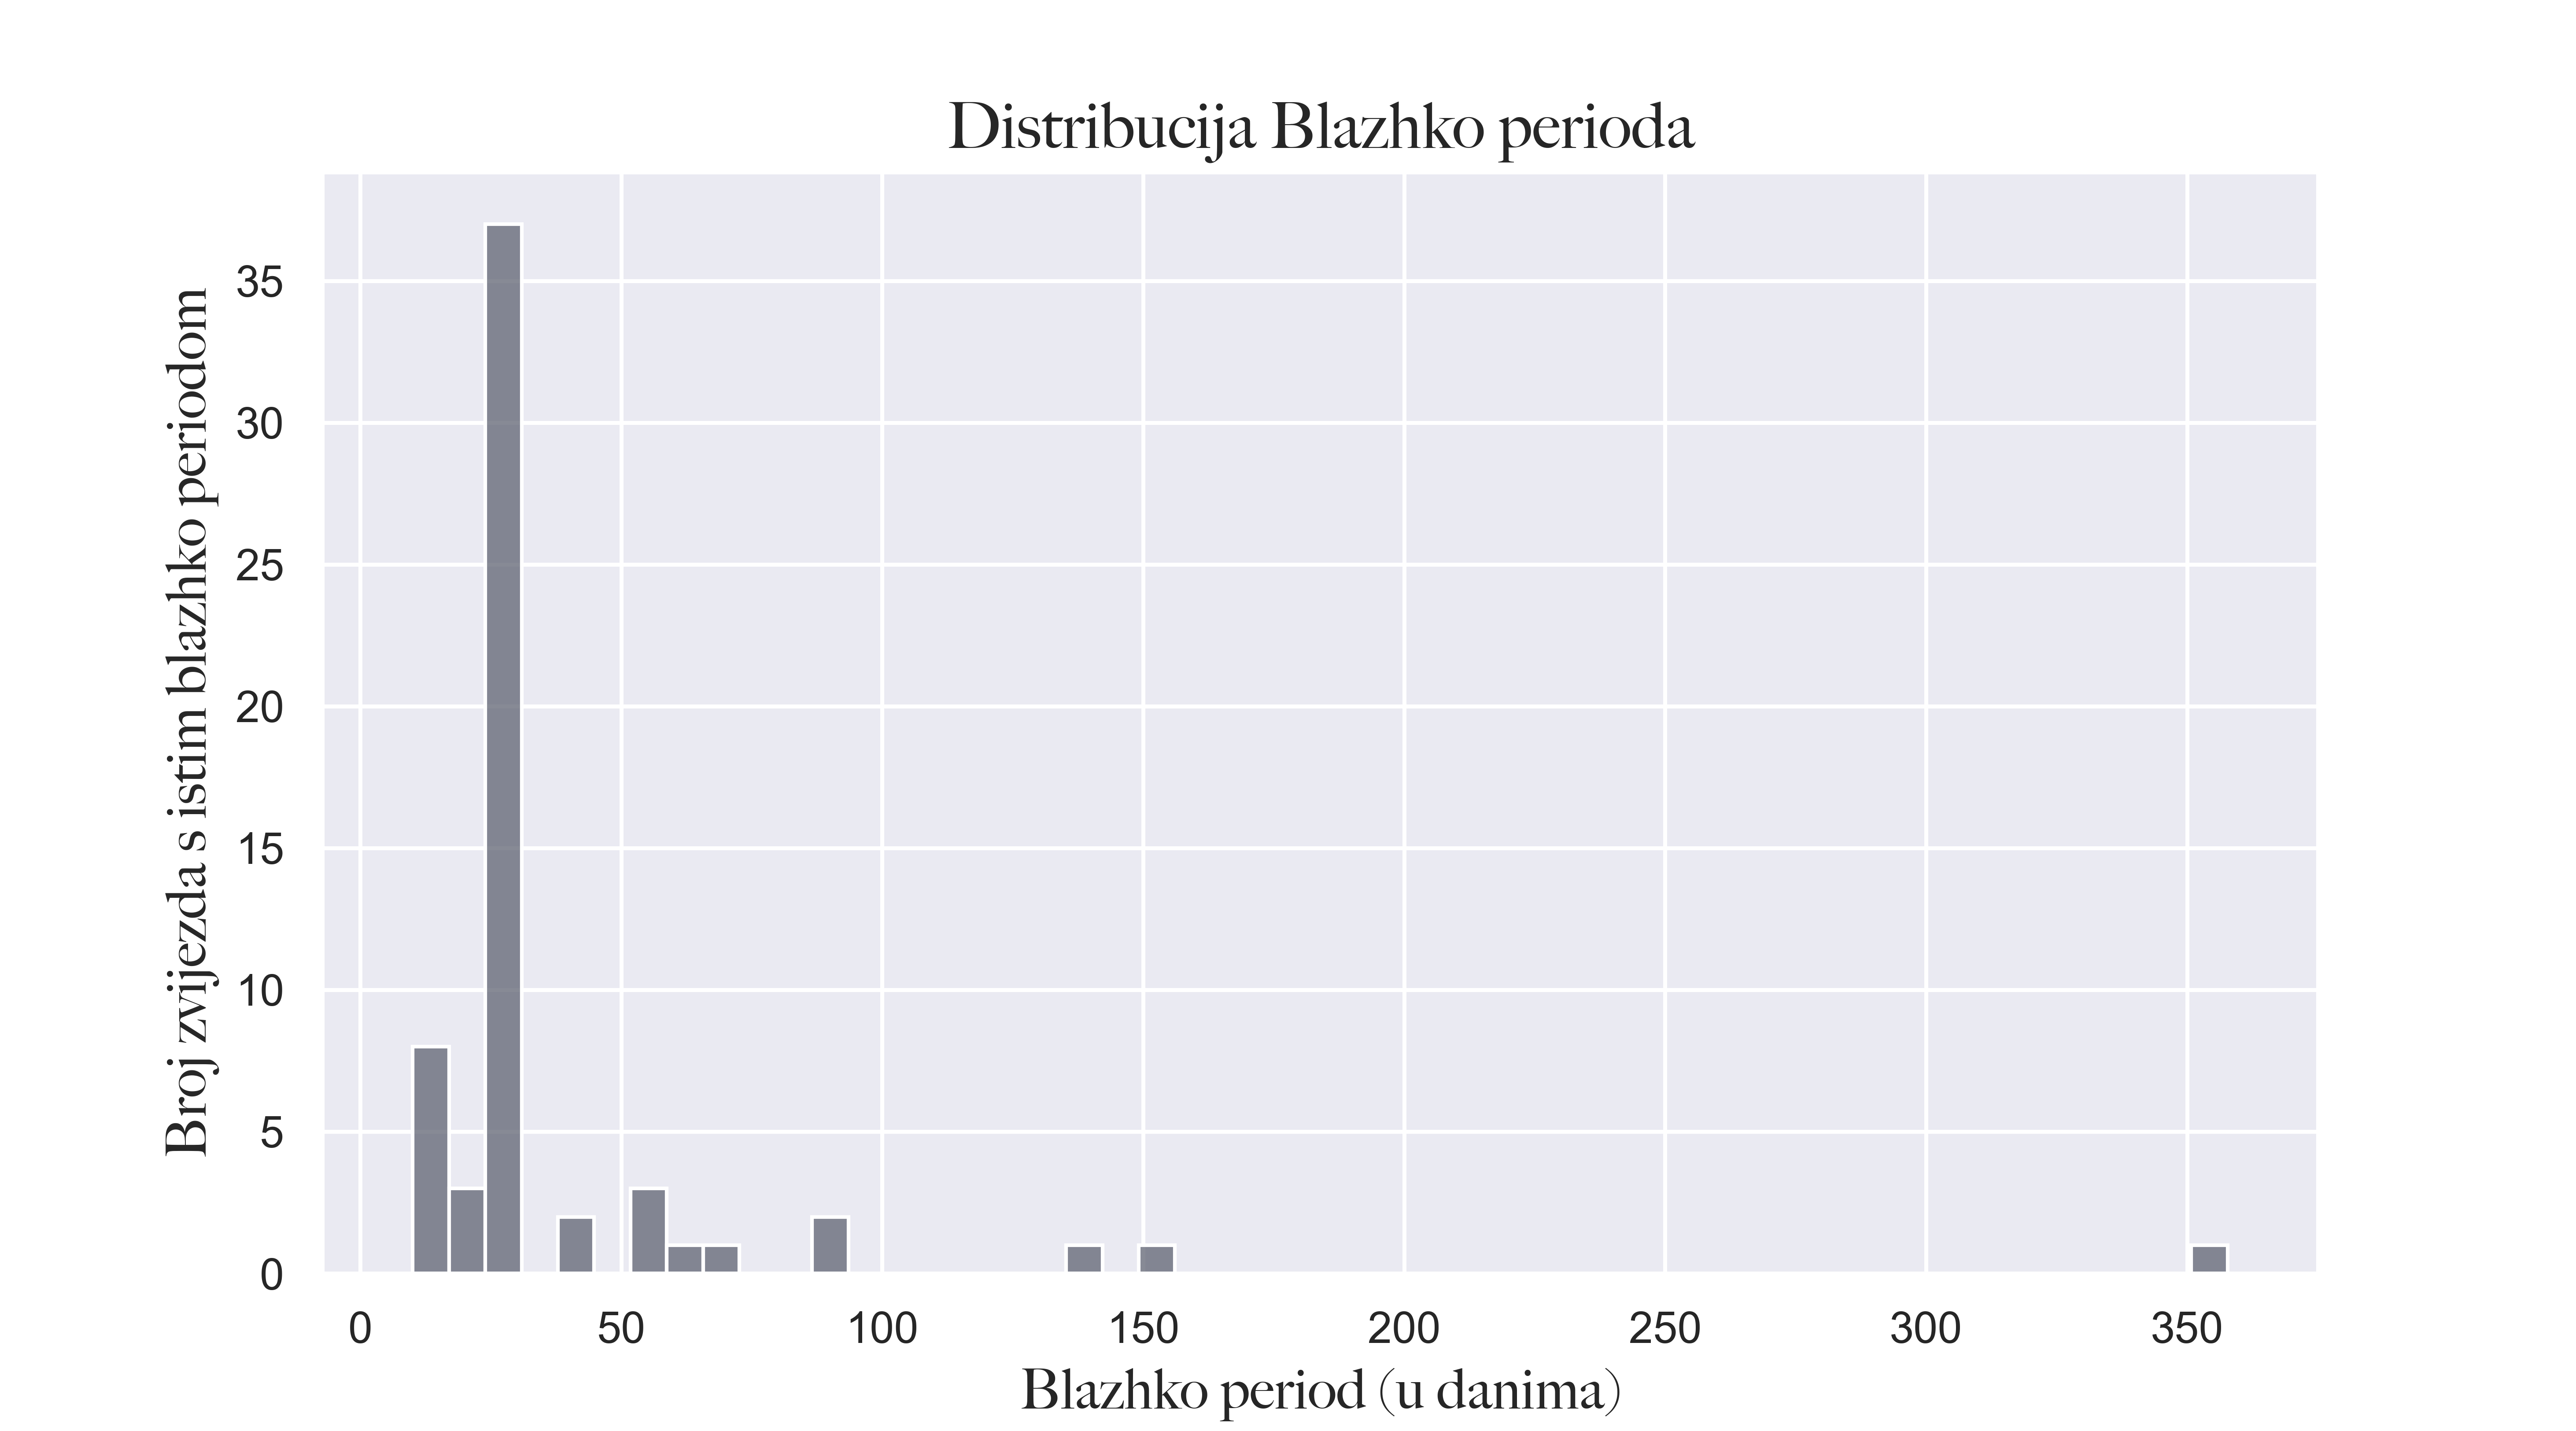 Distribucija Blazhko perioda
Broj zvijezda s istim blazhko periodom
35
30
25
20
15
10
5
0
0 50 100 150 200 250 300 350
Blazhko period (u danima)